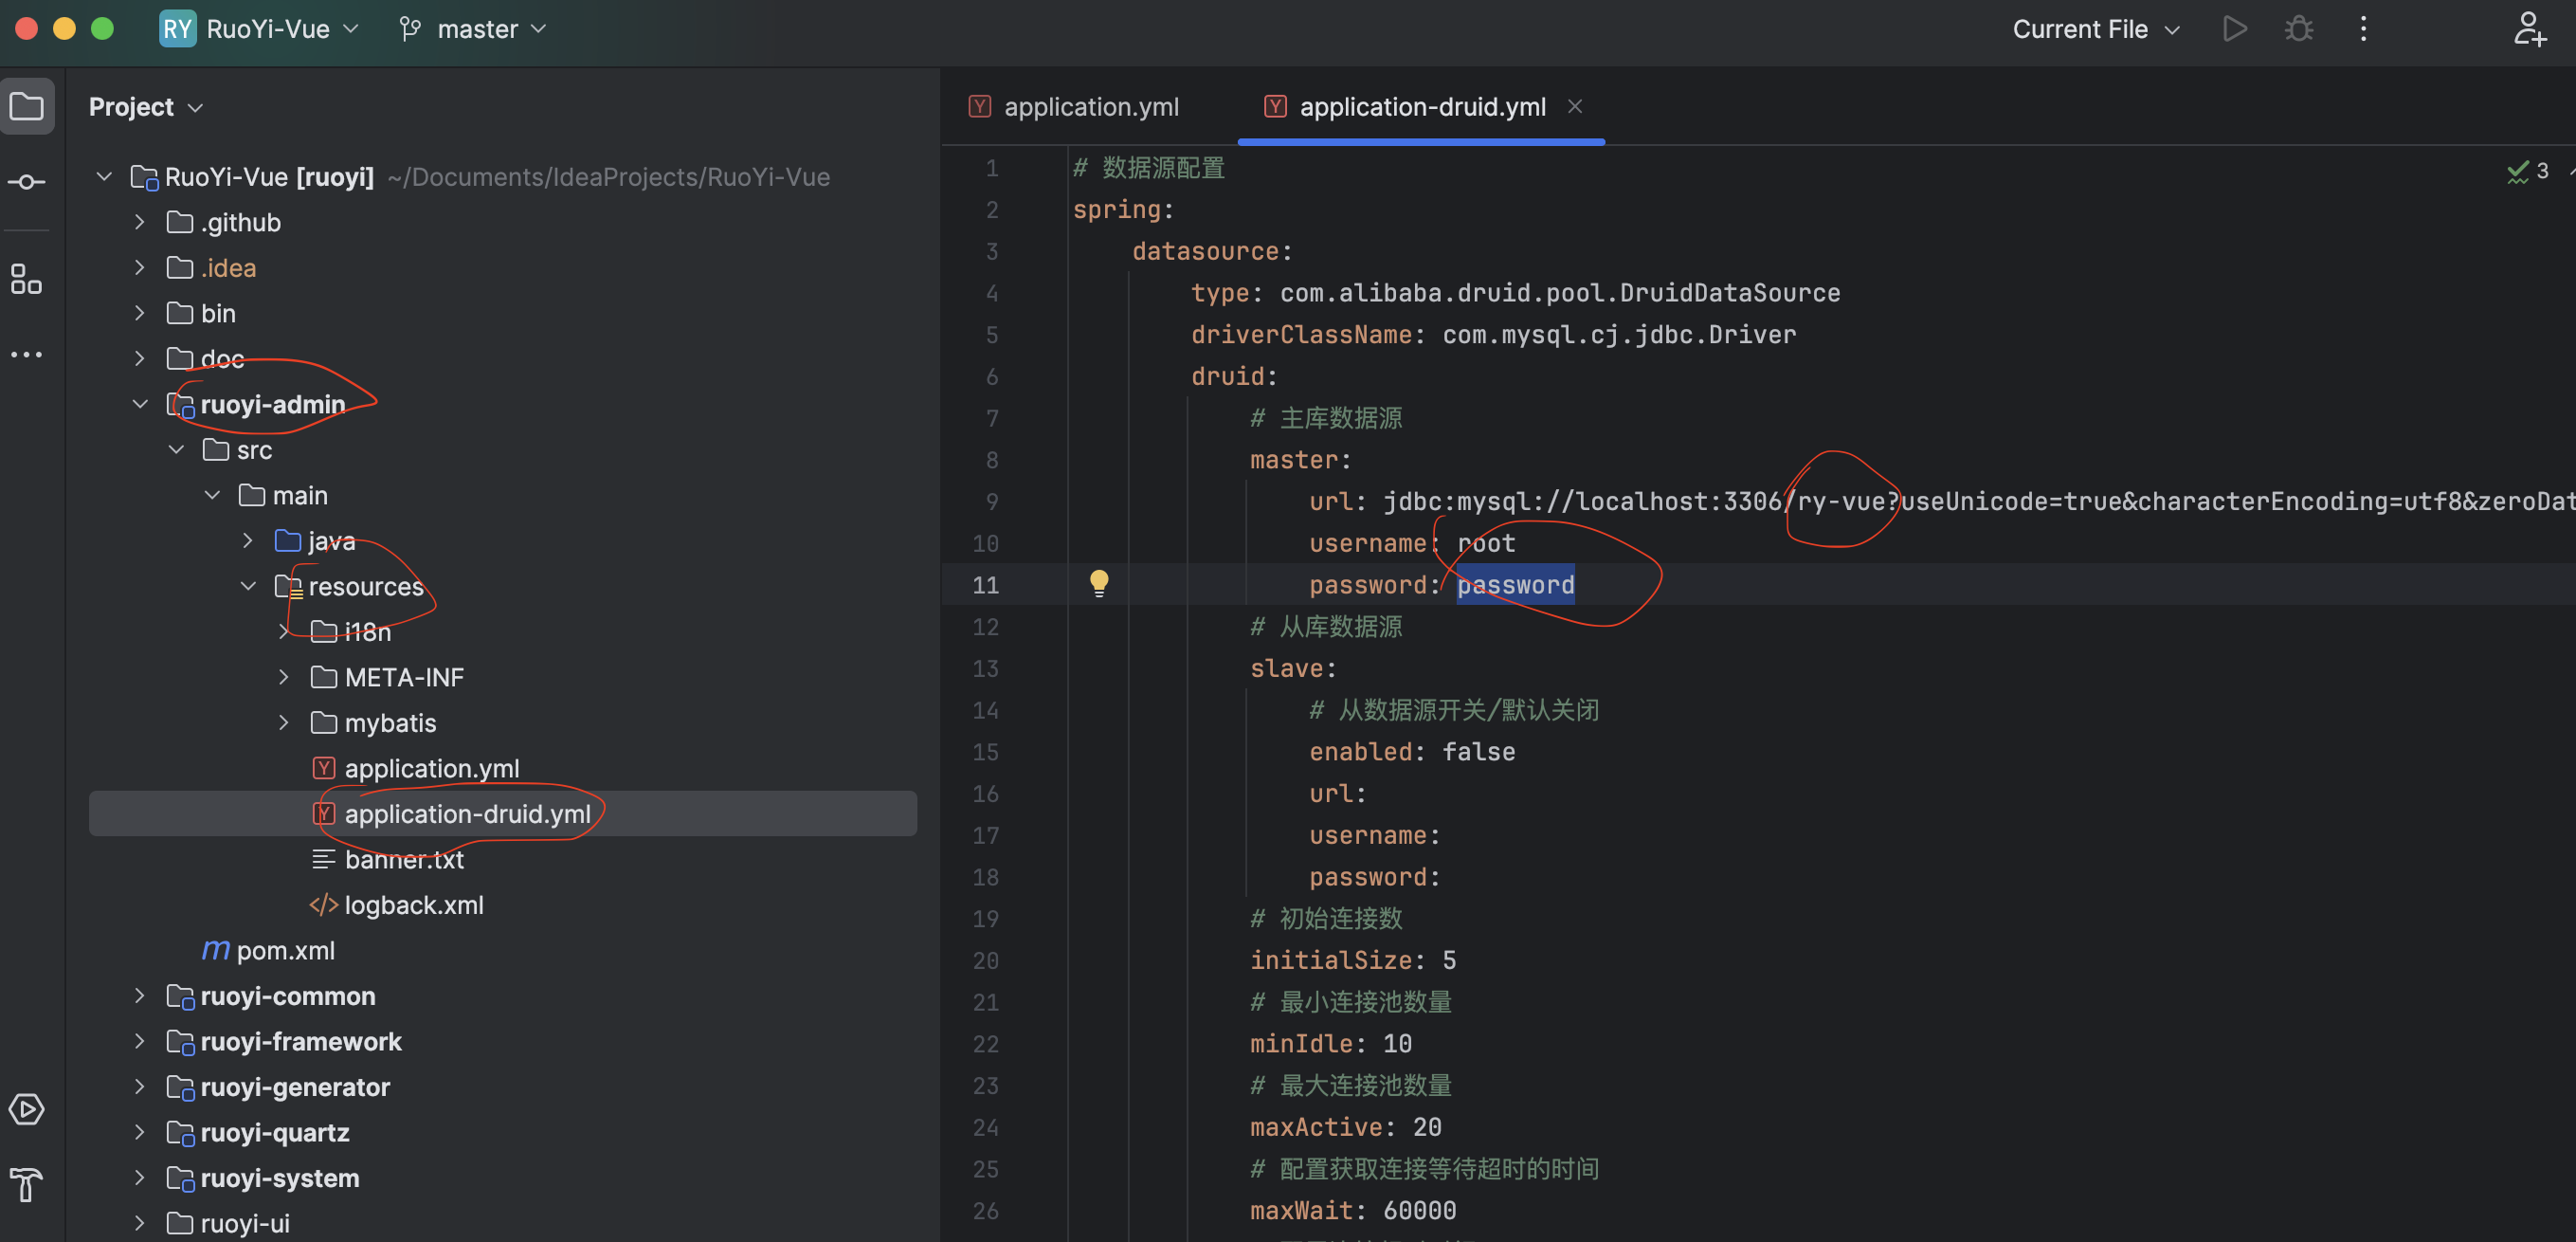 RY RuoYi-Vue master Current File
Project
RuoYi-Vue [ruoyi] ~/Documents/IdeaProjects/RuoYi-Vue
.github
.idea
bin
doc
ruoyi-admin
src
main
java
resources
i18n
META-INF
mybatis
application.yml
application-druid.yml
banner.txt
logback.xml
pom.xml
ruoyi-common
ruoyi-framework
ruoyi-generator
ruoyi-quartz
ruoyi-system
ruoyi-ui
application.yml application-druid.yml
3
1 # 数据源配置
2 spring:
3 datasource:
4 type: com.alibaba.druid.pool.DruidDataSource
5 driverClassName: com.mysql.cj.jdbc.Driver
6 druid:
7 # 主库数据源
8 master:
9 url: jdbc:mysql://localhost:3306/ry-vue?useUnicode=true&characterEncoding=utf8&zeroDat
10 username: root
11 password: password
12 # 从库数据源
13 slave:
14 # 从数据源开关/默认关闭
15 enabled: false
16 url:
17 username:
18 password:
19 # 初始连接数
20 initialSize: 5
21 # 最小连接池数量
22 minIdle: 10
23 # 最大连接池数量
24 maxActive: 20
25 # 配置获取连接等待超时的时间
26 maxWait: 60000